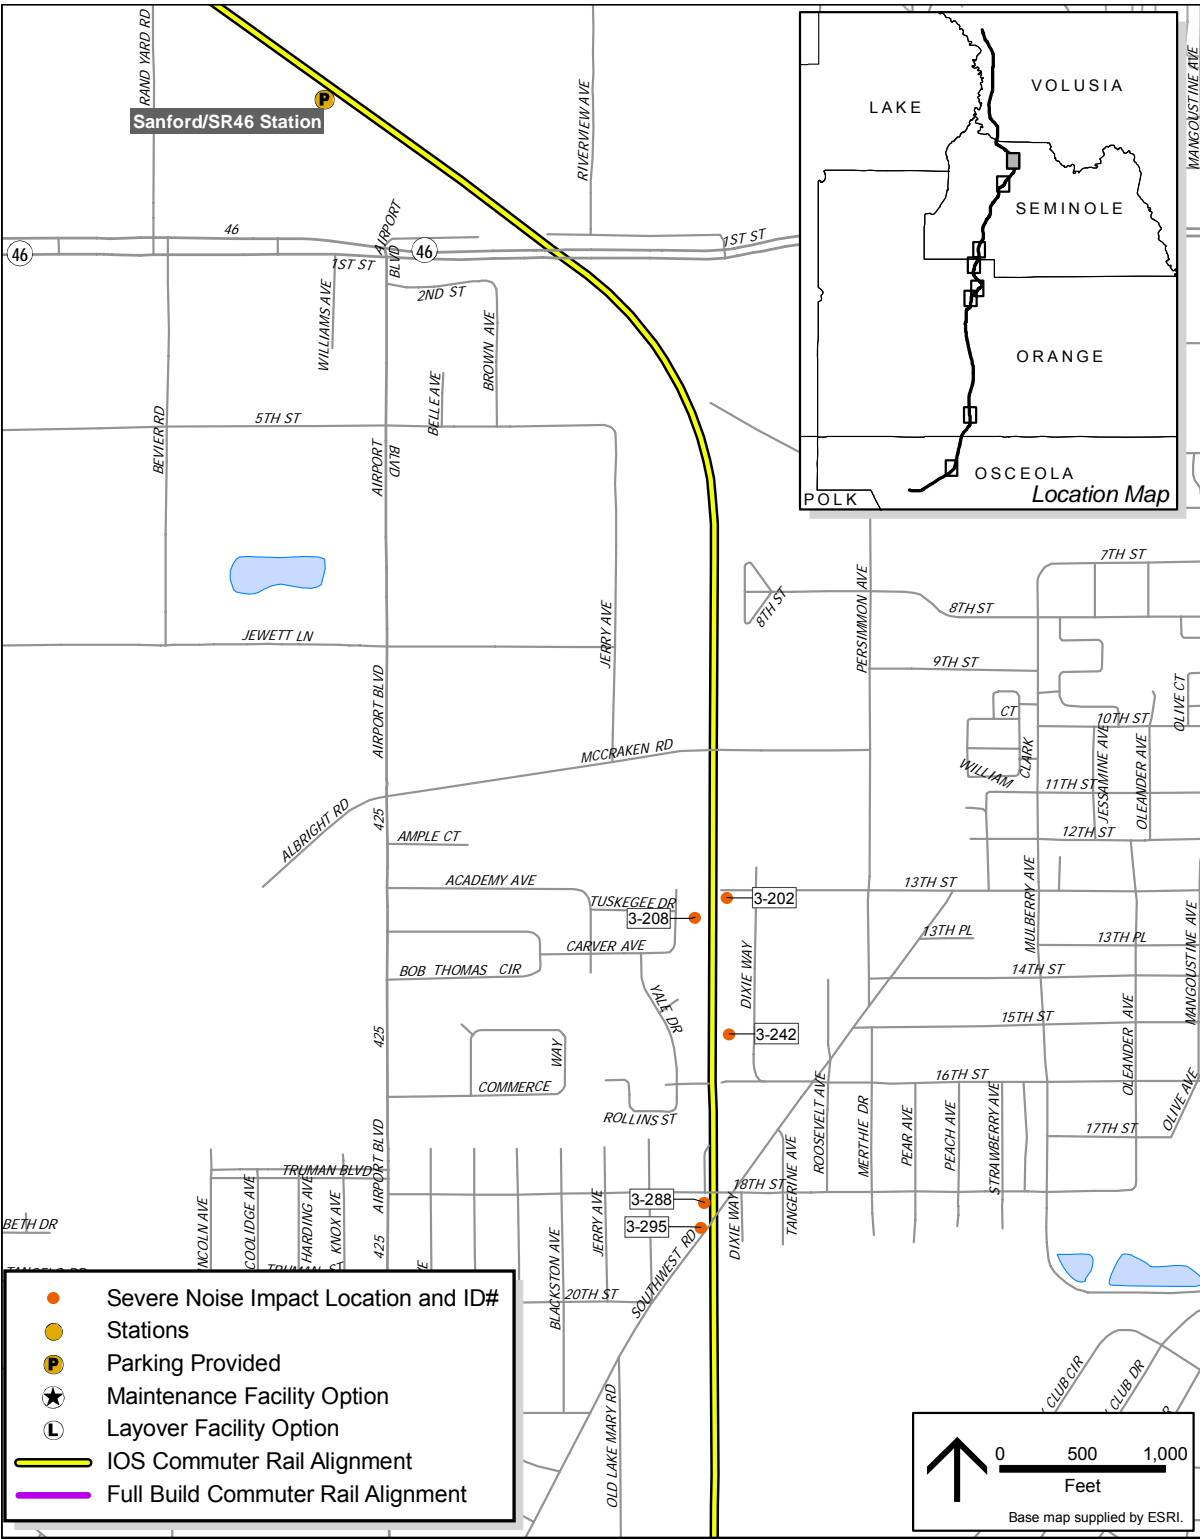 RAND YARD RD
RIVERVIEW AVE
MANGOUSTINE AVE
Sanford/SR46 Station
P
LAKE
VOLUSIA
SEMINOLE
ORANGE
OSCEOLA
POLK
Location Map
46
46
AIRPORT
BLVD
46
1ST ST
1ST ST
2ND ST
WILLIAMS AVE
BROWN AVE
BELLE AVE
5TH ST
BEVIER RD
AIRPORT
BLVD
7TH ST
8TH ST
8TH ST
PERSIMMON AVE
JEWETT LN
JERRY AVE
9TH ST
AIRPORT BLVD
OLIVE CT
CT
10TH ST
MCCRAKEN RD
CLARK
WILLIAM
JESSAMINE AVE
OLEANDER AVE
11TH ST
ALBRIGHT RD
425
AMPLE CT
12TH ST
ACADEMY AVE
13TH ST
TUSKEGEE DR
3-202
3-208
MULBERRY AVE
13TH PL
13TH PL
CARVER AVE
BOB THOMAS CIR
DIXIE WAY
14TH ST
MANGOUSTINE AVE
YALE DR
15TH ST
OLEANDER AVE
425
WAY
3-242
COMMERCE
16TH ST
ROLLINS ST
ROOSEVELT AVE
MERTHIE DR
PEAR AVE
PEACH AVE
STRAWBERRY AVE
OLIVE AVE
17TH ST
AIRPORT BLVD
TRUMAN BLVD
TANGERINE AVE
18TH ST
3-288
3-295
NCOLN AVE
COOLIDGE AVE
HARDING AVE
KNOX AVE
JERRY AVE
DIXIE WAY
BETH DR
425
TRUMAN ST
VE
BLACKSTON AVE
SOUTHWEST RD
20TH ST
OLD LAKE MARY RD
CLUB CIR
CLUB DR
R
Severe Noise Impact Location and ID#
Stations
P Parking Provided
Maintenance Facility Option
L Layover Facility Option
IOS Commuter Rail Alignment
Full Build Commuter Rail Alignment
0 500 1,000
Feet
Base map supplied by ESRI.